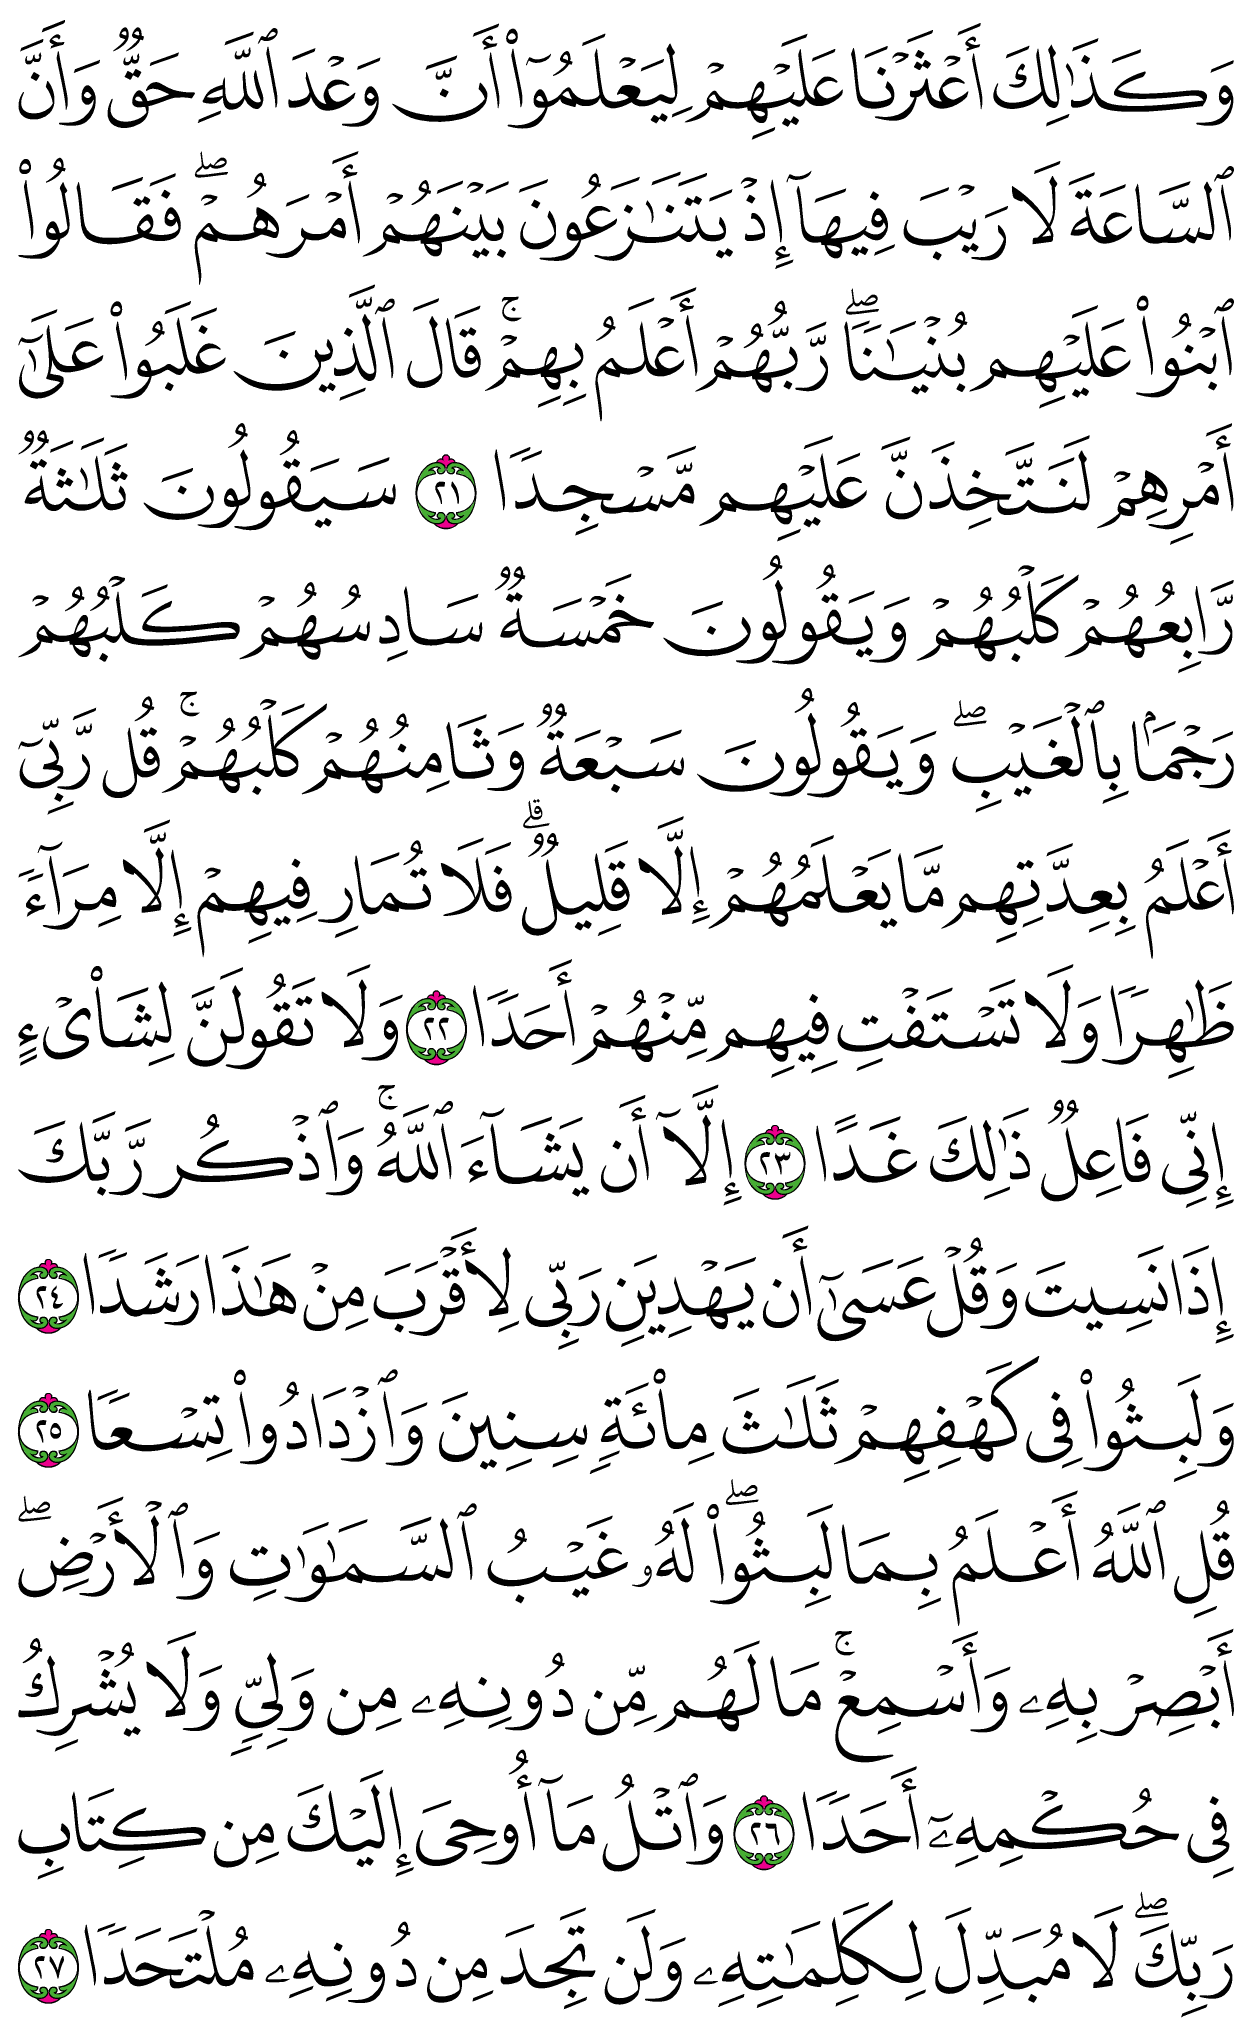 وَكَذَٰلِكَ أَعۡثَرۡنَا عَلَيۡهِمۡ لِيَعۡلَمُوٓاْ أَنَّ وَعۡدَ ٱللَّهِ حَقّٞ وَأَنَّ
ٱلسَّاعَةَ لَا رَيۡبَ فِيهَآ إِذۡ يَتَنَٰزَعُونَ بَيۡنَهُمۡ أَمۡرَهُمۡۖ فَقَالُواْ
ٱبۡنُواْ عَلَيۡهِم بُنۡيَٰنٗاۖ رَّبُّهُمۡ أَعۡلَمُ بِهِمۡۚ قَالَ ٱلَّذِينَ غَلَبُواْ عَلَىٰٓ
أَمۡرِهِمۡ لَنَتَّخِذَنَّ عَلَيۡهِم مَّسۡجِدٗا ٢١ سَيَقُولُونَ ثَلَٰثَةٞ
رَّابِعُهُمۡ كَلۡبُهُمۡ وَيَقُولُونَ خَمۡسَةٞ سَادِسُهُمۡ كَلۡبُهُمۡ
رَجۡمَۢا بِٱلۡغَيۡبِۖ وَيَقُولُونَ سَبۡعَةٞ وَثَامِنُهُمۡ كَلۡبُهُمۡۚ قُل رَّبِّيٓ
أَعۡلَمُ بِعِدَّتِهِم مَّا يَعۡلَمُهُمۡ إِلَّا قَلِيلٞۗ فَلَا تُمَارِ فِيهِمۡ إِلَّا مِرَآءٗ
ظَٰهِرٗا وَلَا تَسۡتَفۡتِ فِيهِم مِّنۡهُمۡ أَحَدٗا ٢٢ وَلَا تَقُولَنَّ لِشَاْيۡءٍ
إِنِّي فَاعِلٞ ذَٰلِكَ غَدًا ٢٣ إِلَّآ أَن يَشَآءَ ٱللَّهُۚ وَٱذۡكُر رَّبَّكَ
إِذَا نَسِيتَ وَقُلۡ عَسَىٰٓ أَن يَهۡدِيَنِ رَبِّي لِأَقۡرَبَ مِنۡ هَٰذَا رَشَدٗا ٢٤
وَلَبِثُواْ فِي كَهۡفِهِمۡ ثَلَٰثَ مِاْئَةٖ سِنِينَ وَٱزۡدَادُواْ تِسۡعٗا ٢٥
قُلِ ٱللَّهُ أَعۡلَمُ بِمَا لَبِثُواْۖ لَهُۥ غَيۡبُ ٱلسَّمَٰوَٰتِ وَٱلۡأَرۡضِۖ
أَبۡصِرۡ بِهِۦ وَأَسۡمِعۡۚ مَا لَهُم مِّن دُونِهِۦ مِن وَلِيّٖ وَلَا يُشۡرِكُ
فِي حُكۡمِهِۦٓ أَحَدٗا ٢٦ وَٱتۡلُ مَآ أُوحِيَ إِلَيۡكَ مِن كِتَابِ
رَبِّكَۖ لَا مُبَدِّلَ لِكَلِمَٰتِهِۦ وَلَن تَجِدَ مِن دُونِهِۦ مُلۡتَحَدٗا ٢٧